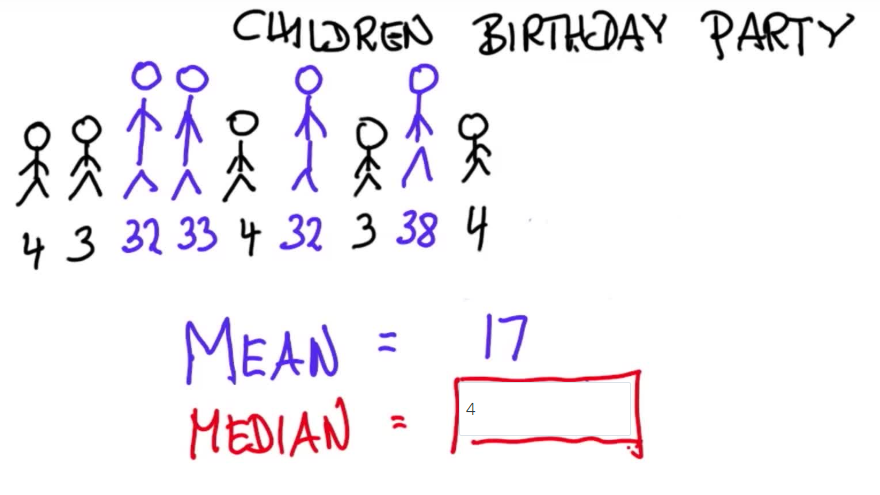 CHILDREN BIRTHDAY PARTY
4 3 32 33 4 32 3 38 4
MEAN = 17
MEDIAN = 4